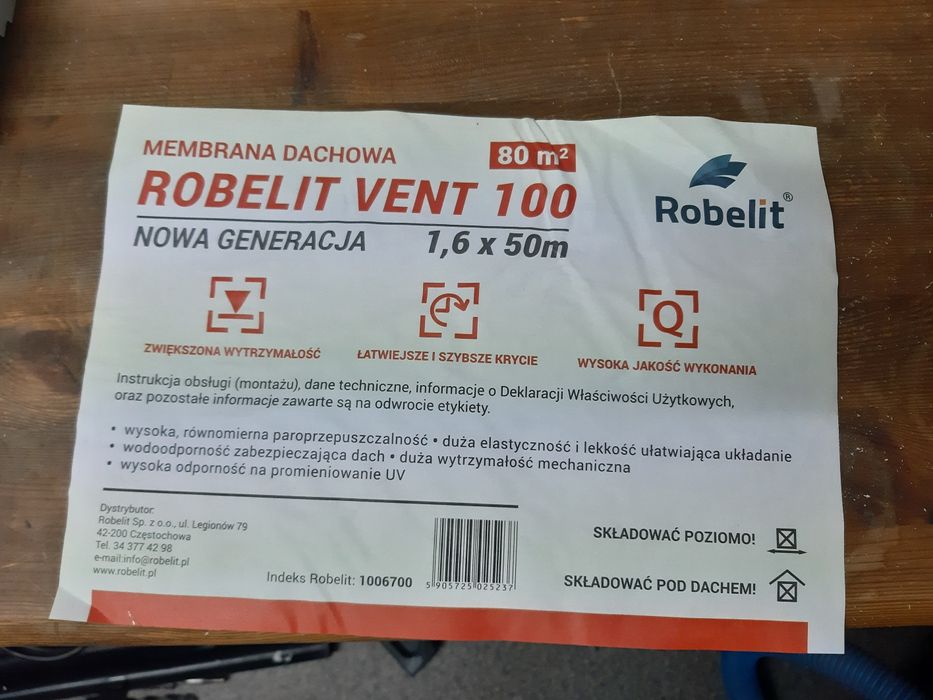 MEMBRANA DACHOWA
80 m²
ROBELIT VENT 100
NOWA GENERACJA
1,6 x 50m
Robelit®
Q
ZWIĘKSZONA WYTRZYMAŁOŚĆ
ŁATWIEJSZE I SZYBSZE KRYCIE
WYSOKA JAKOŚĆ WYKONANIA
Instrukcja obsługi (montażu), dane techniczne, informacje o Deklaracji Właściwości Użytkowych,
oraz pozostałe informacje zawarte są na odwrocie etykiety.
• wysoka, równomierna paroprzepuszczalność • duża elastyczność i lekkość ułatwiająca układanie
• wodoodporność zabezpieczająca dach • duża wytrzymałość mechaniczna
• wysoka odporność na promieniowanie UV
Dystrybutor:
Robelit Sp. z o.o., ul. Legionów 79
42-200 Częstochowa
Tel. 34 377 42 98
e-mail:info@robelit.pl
www.robelit.pl
Indeks Robelit: 1006700
5 905725 025237
SKŁADOWAĆ POZIOMO!
SKŁADOWAĆ POD DACHEM!